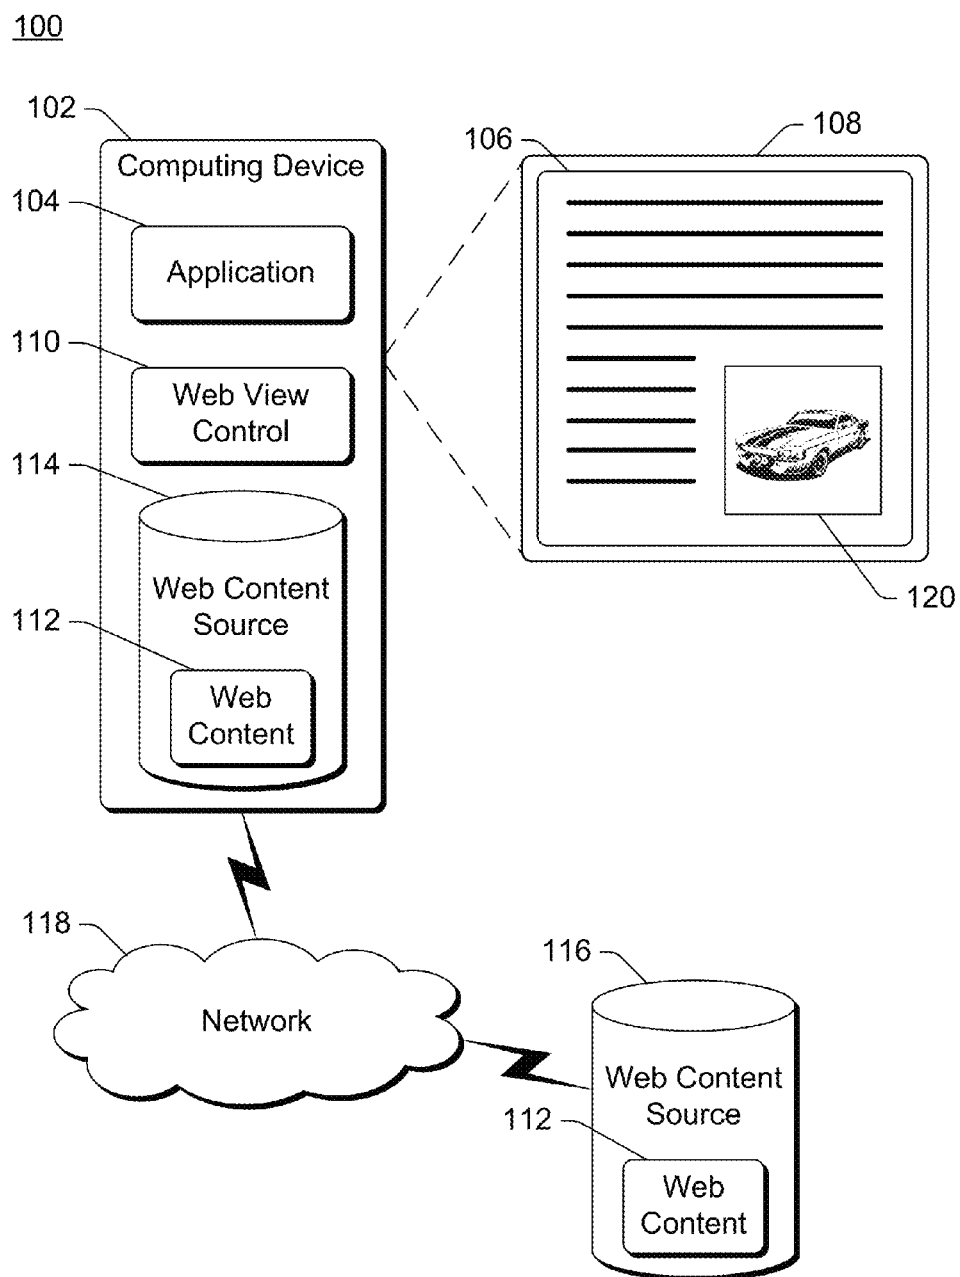 100
102
Computing Device
104
Application
110
Web View
Control
114
Web Content
Source
112
Web
Content
106
108
120
118
Network
116
Web Content
Source
112
Web
Content